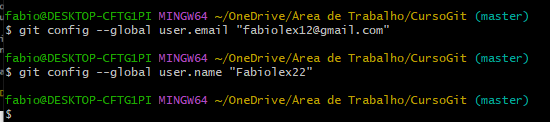 fabio@DESKTOP-CFTG1PI MINGW64 ~/OneDrive/Área de Trabalho/CursoGit (master)
$ git config --global user.email "fabiolex12@gmail.com"
fabio@DESKTOP-CFTG1PI MINGW64 ~/OneDrive/Área de Trabalho/CursoGit (master)
$ git config --global user.name "Fabiolex22"
fabio@DESKTOP-CFTG1PI MINGW64 ~/OneDrive/Área de Trabalho/CursoGit (master)
$